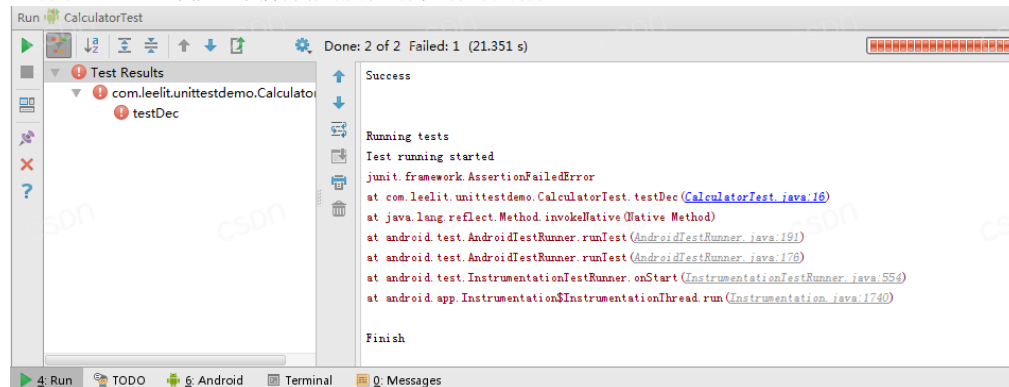 Run CalculatorTest
Done: 2 of 2 Failed: 1 (21.351 s)
Test Results
com.leelit.unittestdemo.Calculator
testDec
Success
Running tests
Test running started
junit.framework.AssertionFailedError
at com.leelit.unittestdemo.CalculatorTest.testDec(CalculatorTest.java:16)
at java.lang.reflect.Method.invokeNative(Native Method)
at android.test.AndroidTestRunner.runTest(AndroidTestRunner.java:191)
at android.test.AndroidTestRunner.runTest(AndroidTestRunner.java:176)
at android.test.InstrumentationTestRunner.onStart(InstrumentationTestRunner.java:554)
at android.app.Instrumentation$InstrumentationThread.run(Instrumentation.java:1740)
Finish
4: Run TODO 6: Android Terminal 0: Messages
CSDN